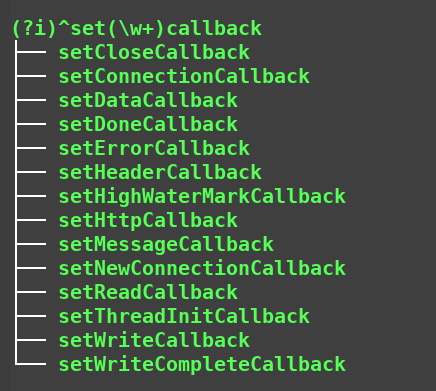 (?i)^set(\w+)callback
setCloseCallback
setConnectionCallback
setDataCallback
setDoneCallback
setErrorCallback
setHeaderCallback
setHighWaterMarkCallback
setHttpCallback
setMessageCallback
setNewConnectionCallback
setReadCallback
setThreadInitCallback
setWriteCallback
setWriteCompleteCallback